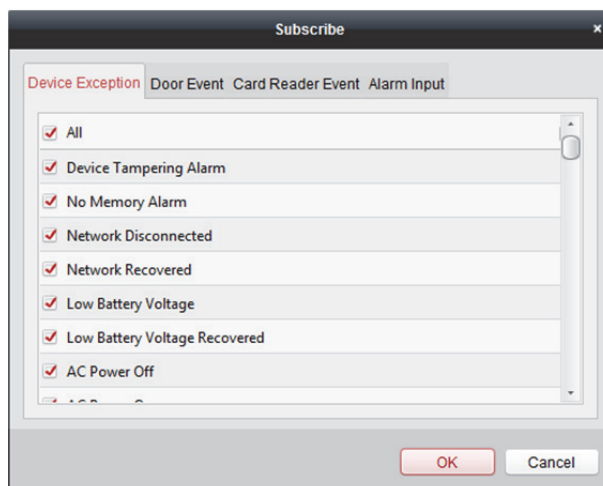 Subscribe
×
Device Exception Door Event Card Reader Event Alarm Input
All
Device Tampering Alarm
No Memory Alarm
Network Disconnected
Network Recovered
Low Battery Voltage
Low Battery Voltage Recovered
AC Power Off
OK Cancel